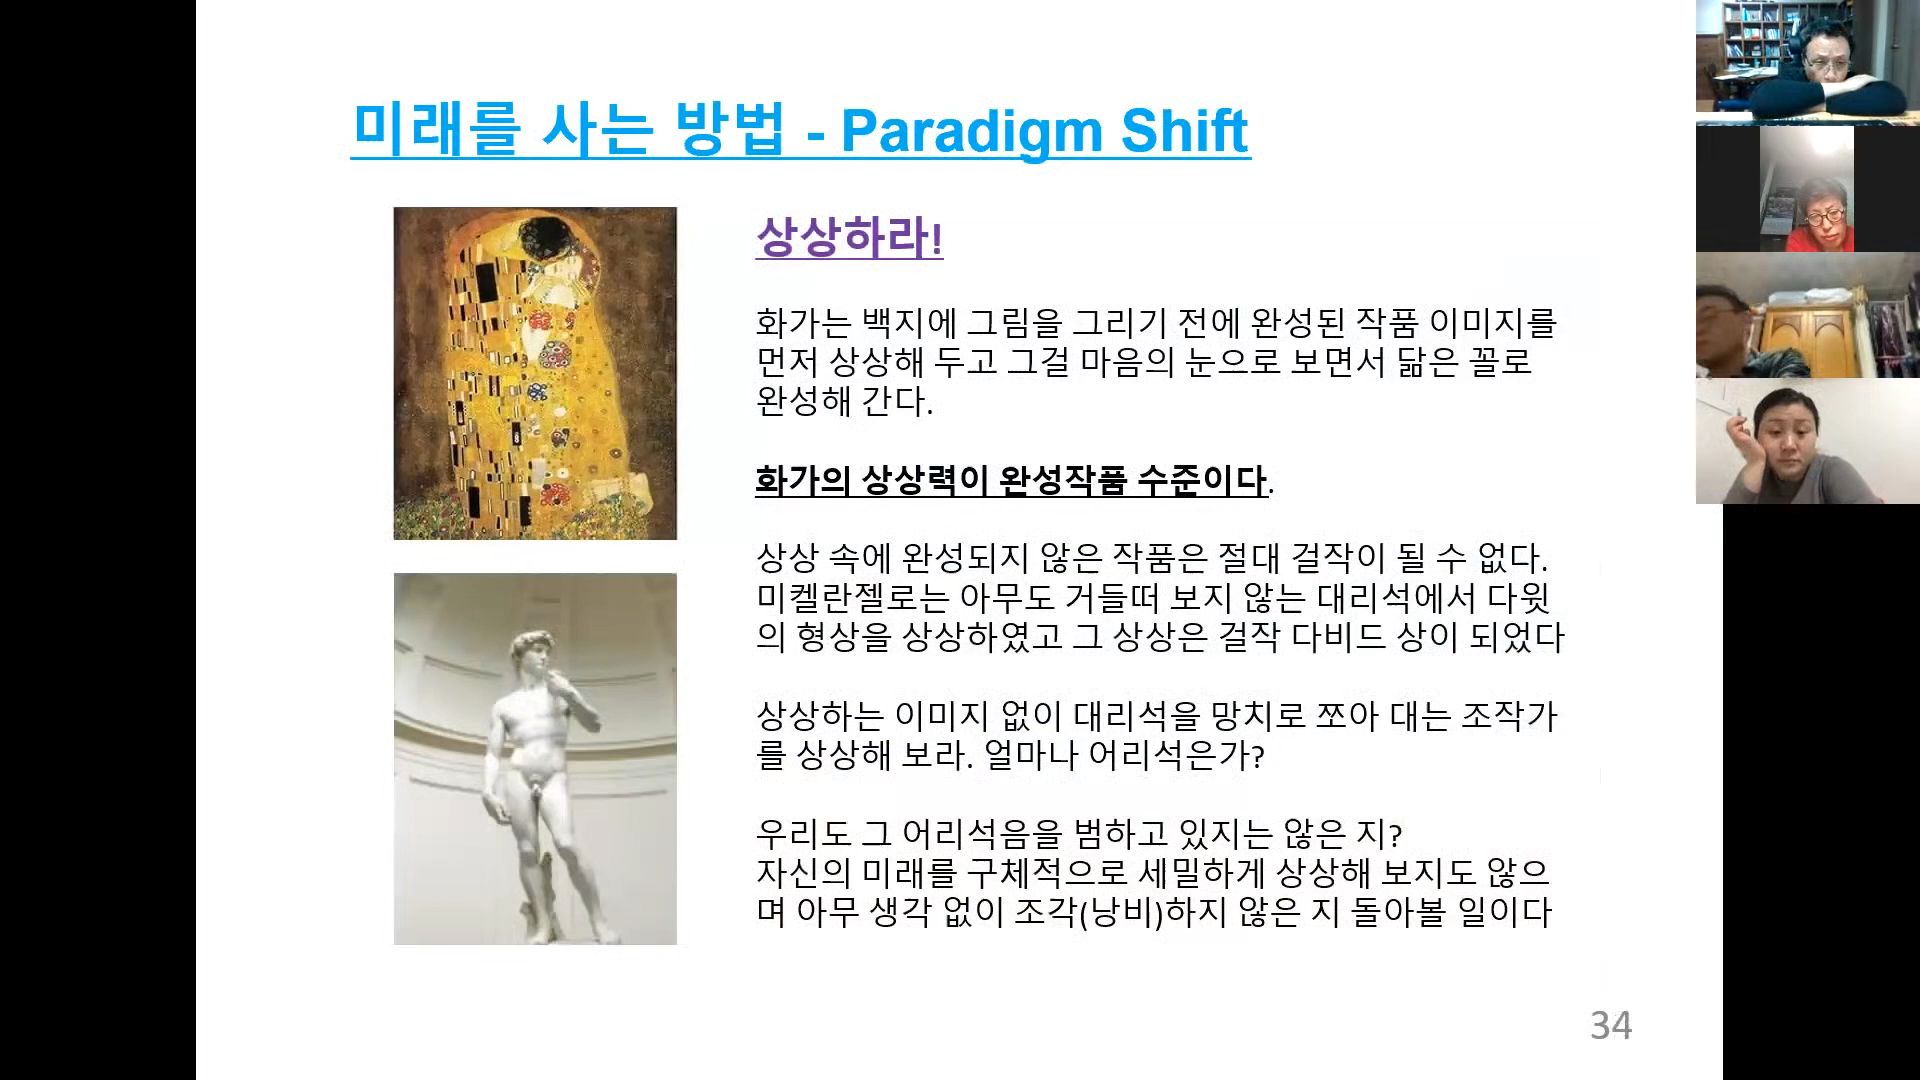 미래를 사는 방법 - Paradigm Shift
상상하라!
화가는 백지에 그림을 그리기 전에 완성된 작품 이미지를
먼저 상상해 두고 그걸 마음의 눈으로 보면서 닮은 꼴로
완성해 간다.
화가의 상상력이 완성작품 수준이다.
상상 속에 완성되지 않은 작품은 절대 걸작이 될 수 없다.
미켈란젤로는 아무도 거들떠 보지 않는 대리석에서 다윗
의 형상을 상상하였고 그 상상은 걸작 다비드 상이 되었다
상상하는 이미지 없이 대리석을 망치로 쪼아 대는 조작가
를 상상해 보라. 얼마나 어리석은가?
우리도 그 어리석음을 범하고 있지는 않은 지?
자신의 미래를 구체적으로 세밀하게 상상해 보지도 않으
며 아무 생각 없이 조각(낭비)하지 않은 지 돌아볼 일이다
34